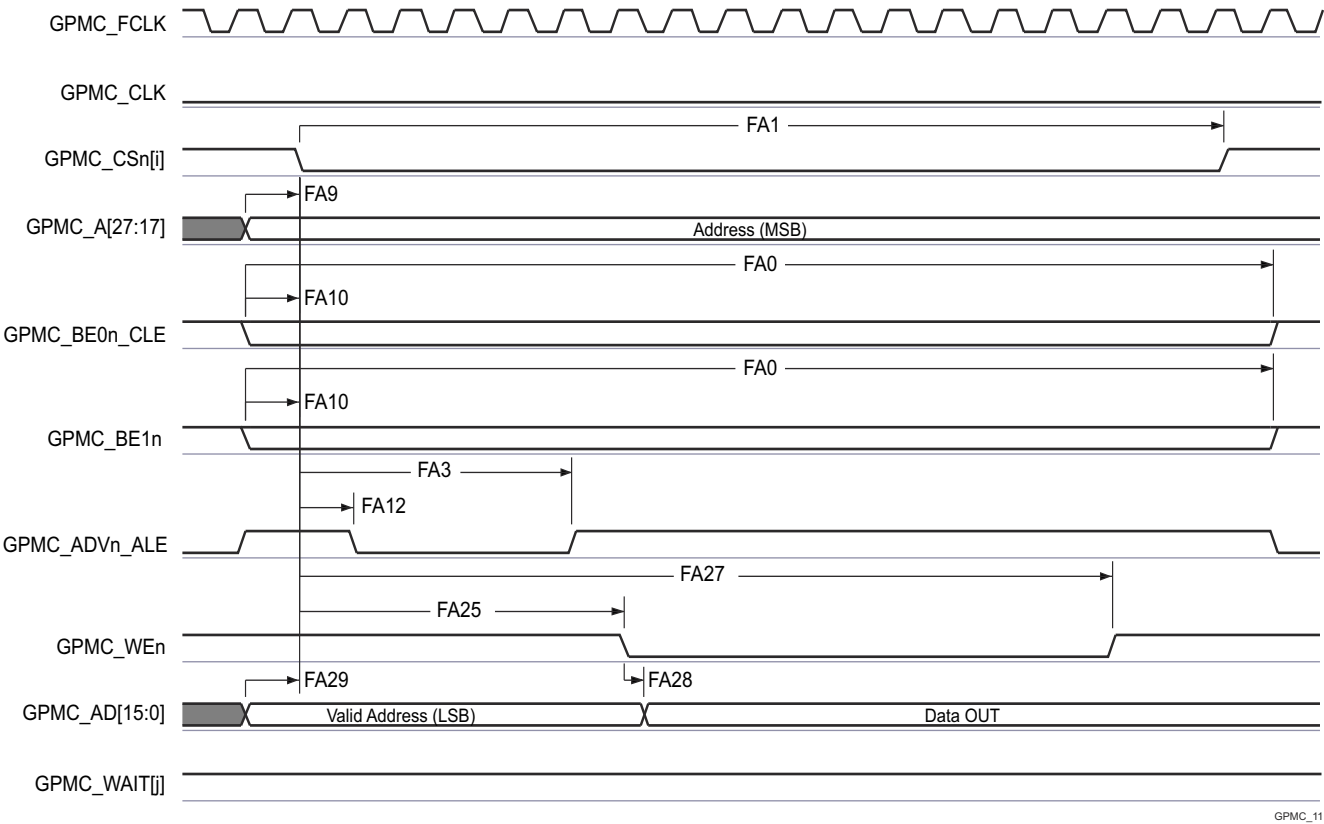 GPMC_FCLK
GPMC_CLK
FA1
GPMC_CSn[i]
FA9
GPMC_A[27:17]
Address (MSB)
FA0
FA10
GPMC_BE0n_CLE
FA0
FA10
GPMC_BE1n
FA3
FA12
GPMC_ADVn_ALE
FA27
FA25
GPMC_WEn
FA29
FA28
GPMC_AD[15:0]
Valid Address (LSB)
Data OUT
GPMC_WAIT[j]
GPMC_11